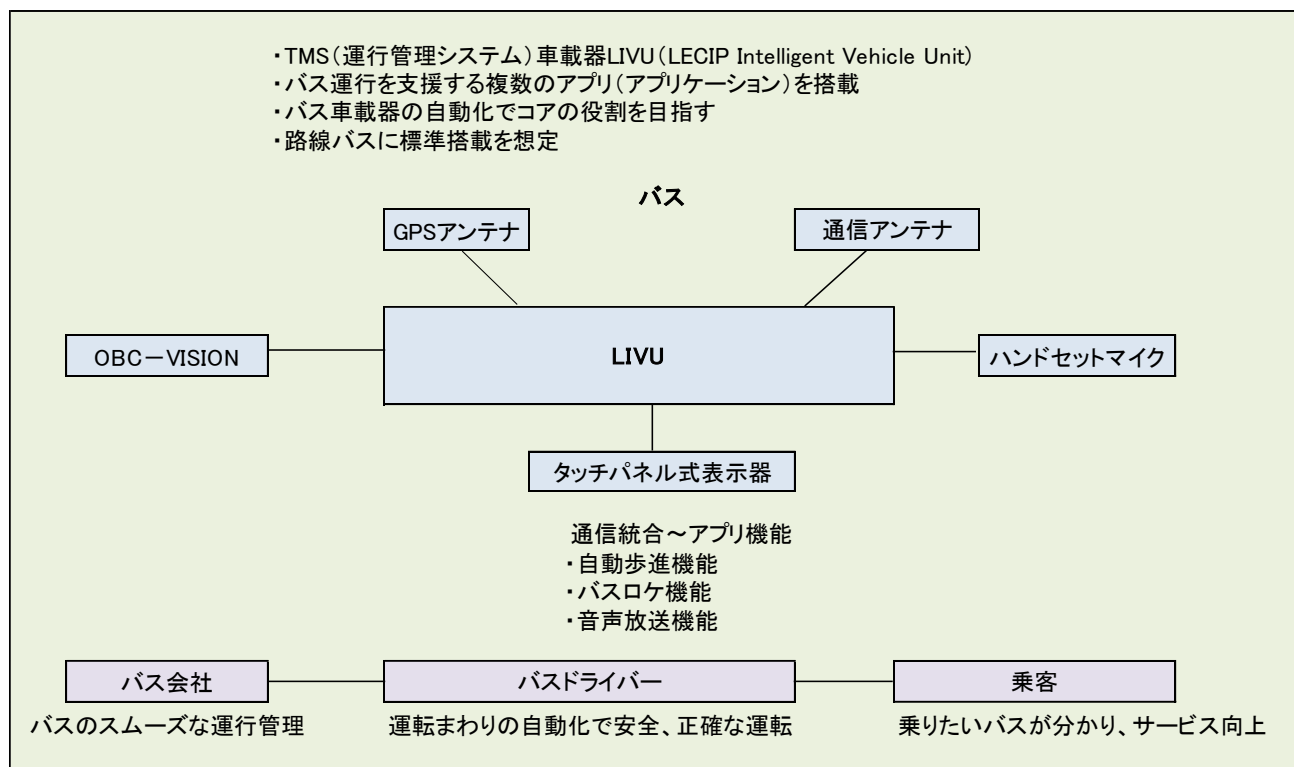 ・TMS(運行管理システム)車載器LIVU(LECIP Intelligent Vehicle Unit)
・バス運行を支援する複数のアプリ(アプリケーション)を搭載
・バス車載器の自動化でコアの役割を目指す
・路線バスに標準搭載を想定
バス
GPSアンテナ
通信アンテナ
OBC－VISION
LIVU
ハンドセットマイク
タッチパネル式表示器
通信統合～アプリ機能
・自動歩進機能
・バスロケ機能
・音声放送機能
バス会社
バスドライバー
乗客
バスのスムーズな運行管理
運転まわりの自動化で安全、正確な運転
乗りたいバスが分かり、サービス向上